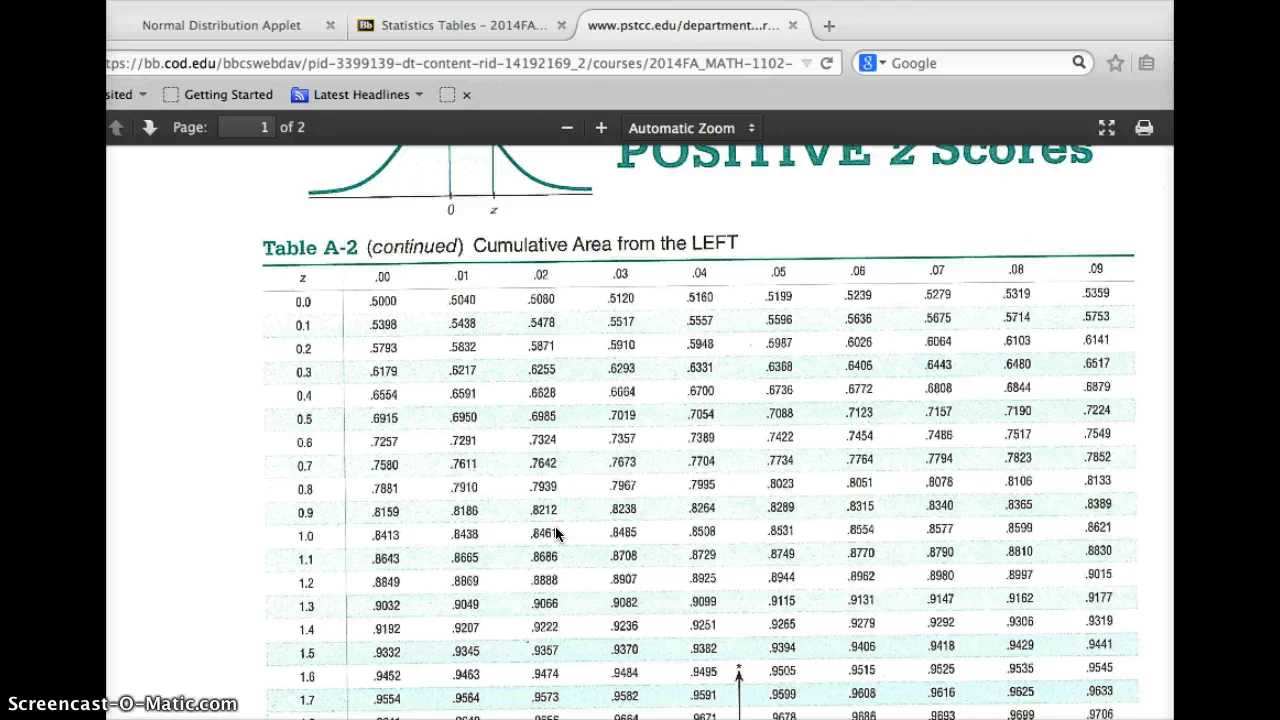 Normal Distribution Applet × Bb Statistics Tables – 2014FA... × www.pstcc.edu/department...r... × +
tps://bb.cod.edu/bbcswebdav/pid-3399139-dt-content-rid-14192169_2/courses/2014FA_MATH-1102- 8 Google
sited Getting Started Latest Headlines ×
Page: 1 of 2 − + Automatic Zoom
POSITIVE z Scores
0 z
Table A-2 (continued) Cumulative Area from the LEFT
z .00 .01 .02 .03 .04 .05 .06 .07 .08 .09
0.0 .5000 .5040 .5080 .5120 .5160 .5199 .5239 .5279 .5319 .5359
0.1 .5398 .5438 .5478 .5517 .5557 .5596 .5636 .5675 .5714 .5753
0.2 .5793 .5832 .5871 .5910 .5948 .5987 .6026 .6064 .6103 .6141
0.3 .6179 .6217 .6255 .6293 .6331 .6368 .6406 .6443 .6480 .6517
0.4 .6554 .6591 .6628 .6664 .6700 .6736 .6772 .6808 .6844 .6879
0.5 .6915 .6950 .6985 .7019 .7054 .7088 .7123 .7157 .7190 .7224
0.6 .7257 .7291 .7324 .7357 .7389 .7422 .7454 .7486 .7517 .7549
0.7 .7580 .7611 .7642 .7673 .7704 .7734 .7764 .7794 .7823 .7852
0.8 .7881 .7910 .7939 .7967 .7995 .8023 .8051 .8078 .8106 .8133
0.9 .8159 .8186 .8212 .8238 .8264 .8289 .8315 .8340 .8365 .8389
1.0 .8413 .8438 .8461 .8485 .8508 .8531 .8554 .8577 .8599 .8621
1.1 .8643 .8665 .8686 .8708 .8729 .8749 .8770 .8790 .8810 .8830
1.2 .8849 .8869 .8888 .8907 .8925 .8944 .8962 .8980 .8997 .9015
1.3 .9032 .9049 .9066 .9082 .9099 .9115 .9131 .9147 .9162 .9177
1.4 .9192 .9207 .9222 .9236 .9251 .9265 .9279 .9292 .9306 .9319
1.5 .9332 .9345 .9357 .9370 .9382 .9394 .9406 .9418 .9429 .9441
1.6 .9452 .9463 .9474 .9484 .9495 * .9505 .9515 .9525 .9535 .9545
1.7 .9554 .9564 .9573 .9582 .9591 .9599 .9608 .9616 .9625 .9633
.9656 .9664 .9671 .9678 .9686 .9693 .9699 .9706
Screencast-O-Matic.com